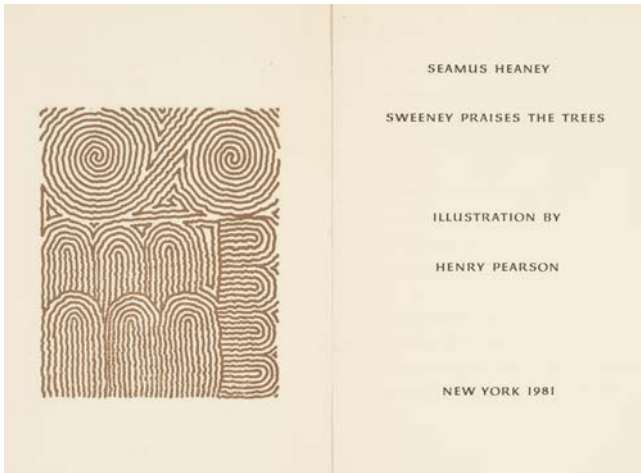 SEAMUS HEANEY
SWEENEY PRAISES THE TREES
ILLUSTRATION BY
HENRY PEARSON
NEW YORK 1981